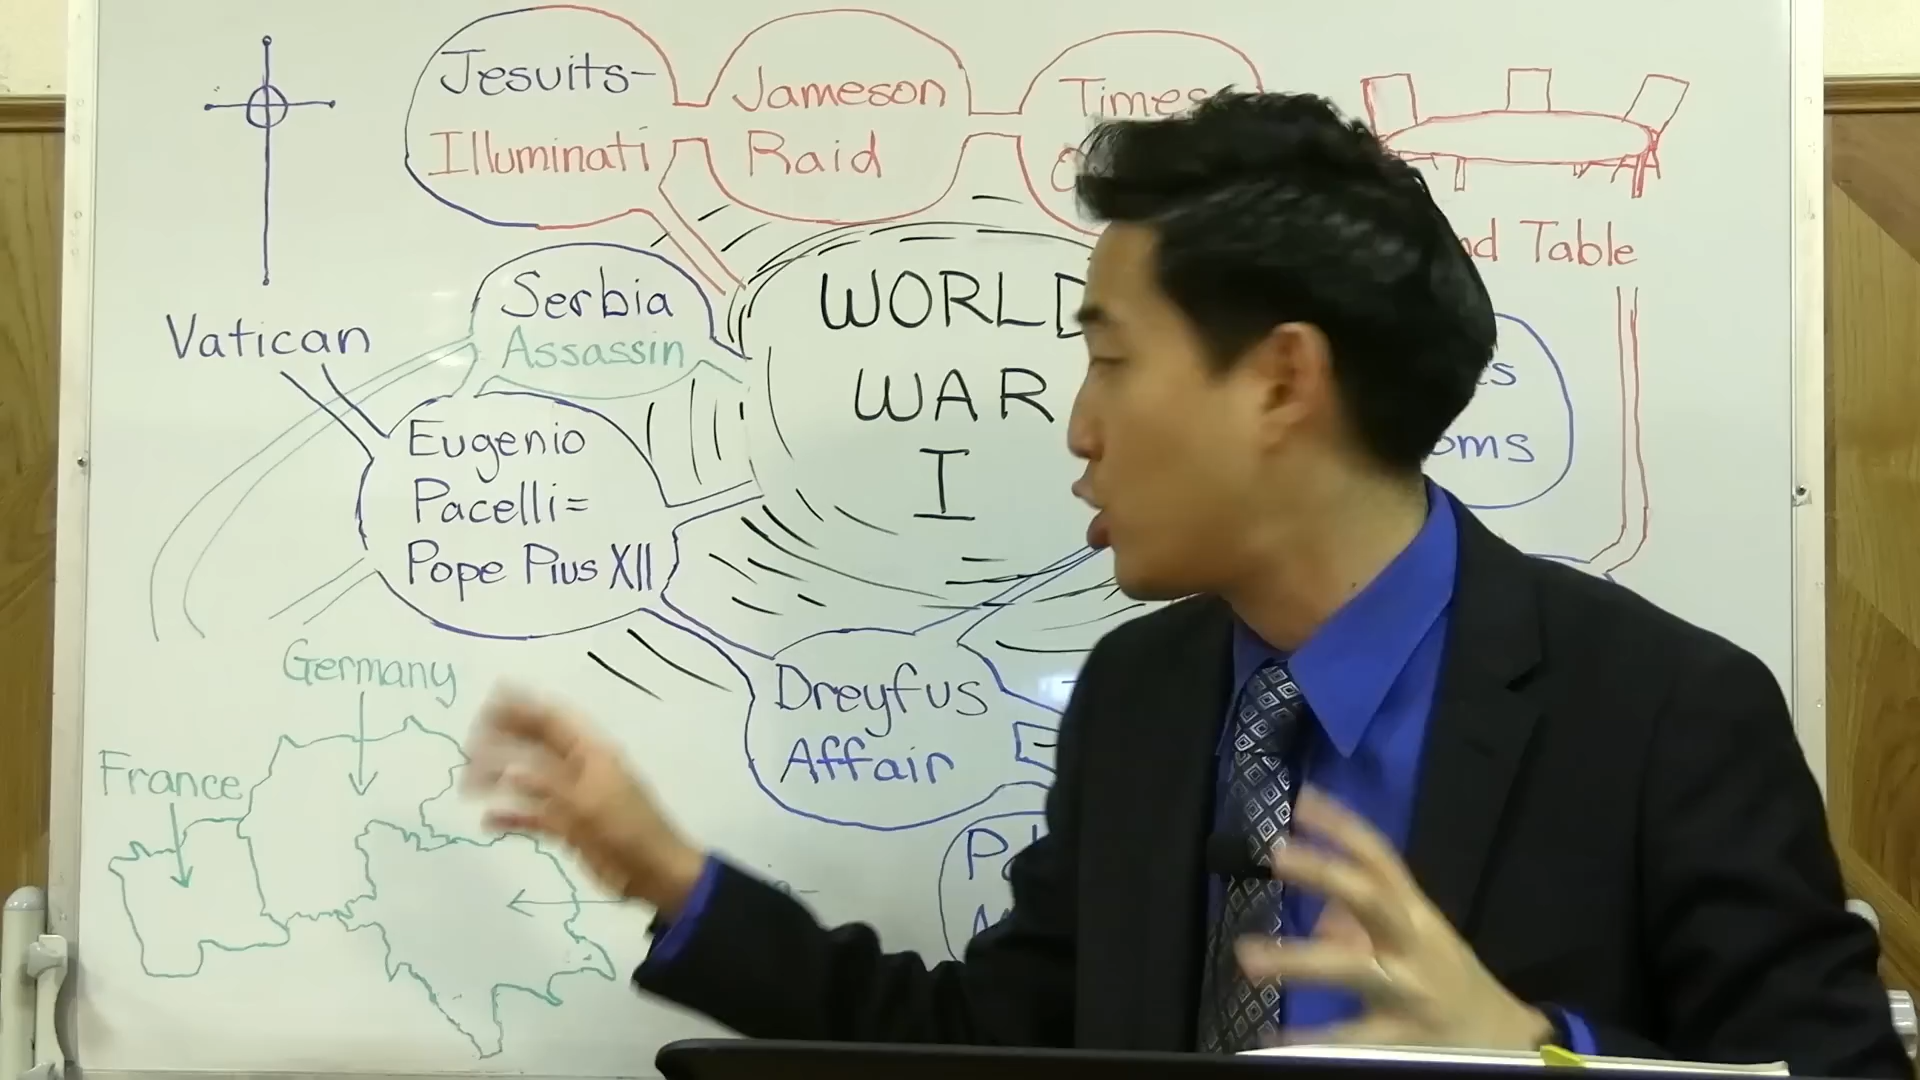 Jesuits-
Illuminati
Jameson
Raid
Times
Table
Serbia
Assassin
WORLD
WAR
I
Vatican
Eugenio
Pacelli=
Pope Pius XII
Germany
France
Dreyfus
Affair